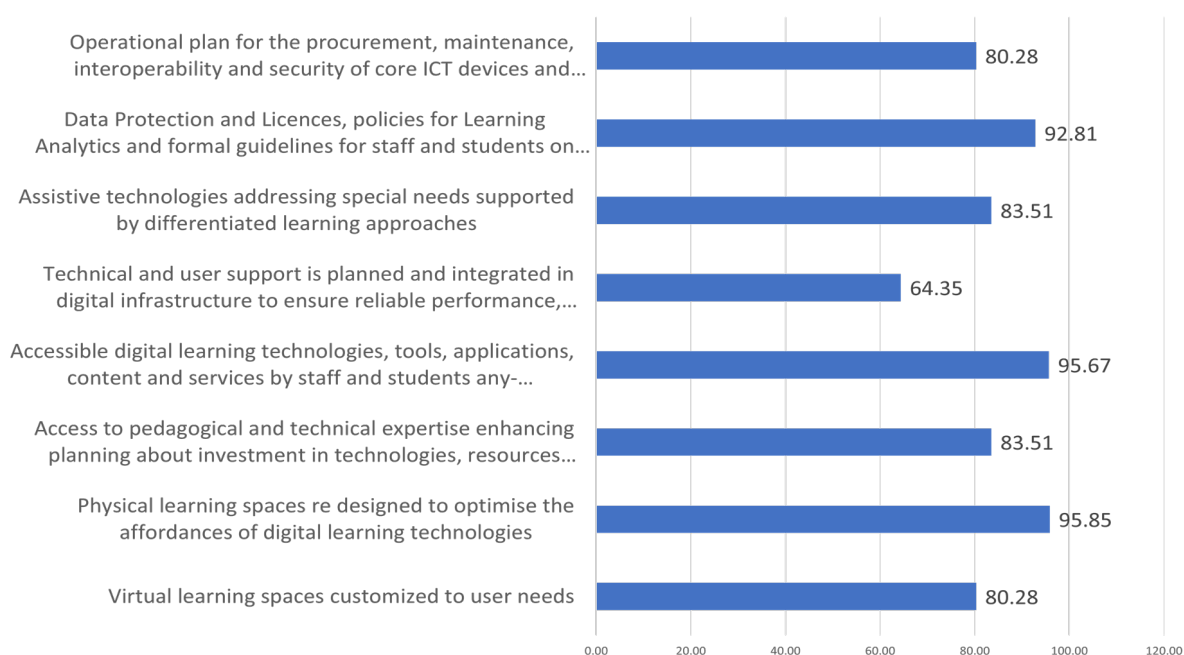 Operational plan for the procurement, maintenance,
interoperability and security of core ICT devices and...
80.28
Data Protection and Licences, policies for Learning
Analytics and formal guidelines for staff and students on...
92.81
Assistive technologies addressing special needs supported
by differentiated learning approaches
83.51
Technical and user support is planned and integrated in
digital infrastructure to ensure reliable performance,...
64.35
Accessible digital learning technologies, tools, applications,
content and services by staff and students any-...
95.67
Access to pedagogical and technical expertise enhancing
planning about investment in technologies, resources...
83.51
Physical learning spaces re designed to optimise the
affordances of digital learning technologies
95.85
Virtual learning spaces customized to user needs
80.28
0.00 20.00 40.00 60.00 80.00 100.00 120.00